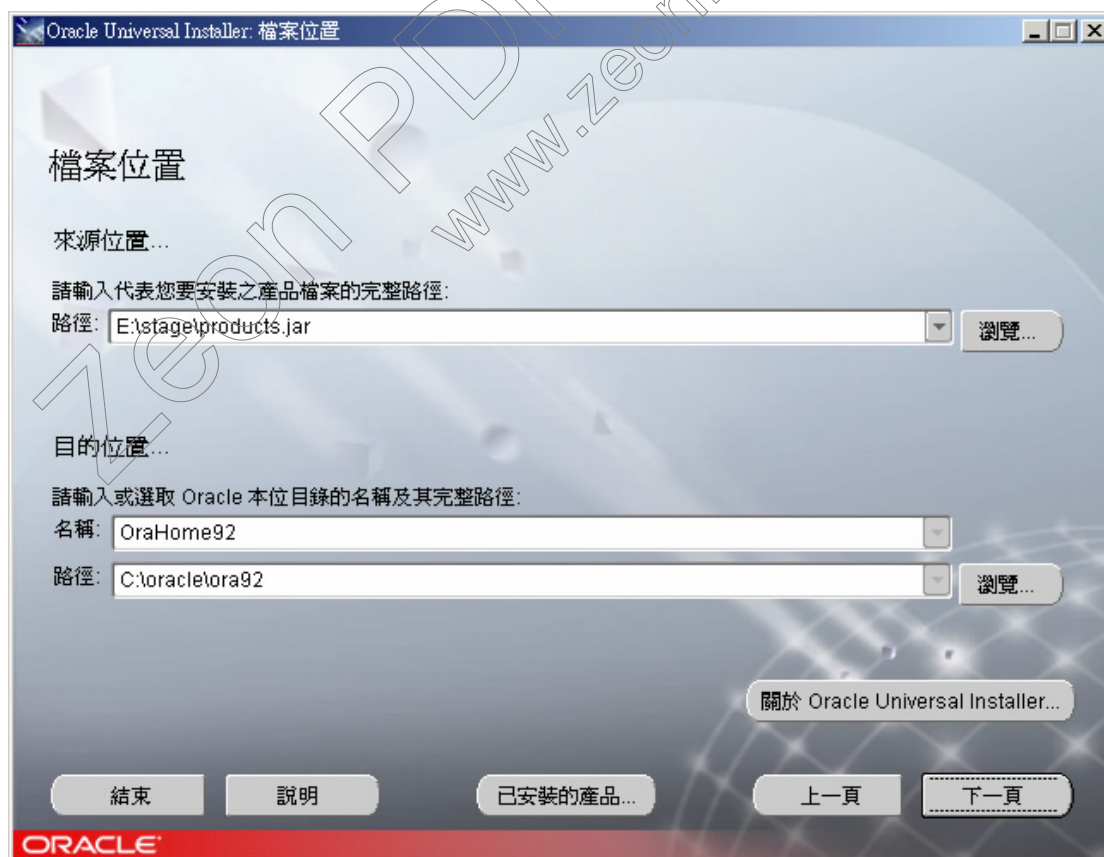 Oracle Universal Installer: 檔案位置
檔案位置
來源位置...
請輸入代表您要安裝之產品檔案的完整路徑:
路徑: E:\stage\products.jar 瀏覽...
目的位置...
請輸入或選取 Oracle 本位目錄的名稱及其完整路徑:
名稱: OraHome92
路徑: C:\oracle\ora92 瀏覽...
關於 Oracle Universal Installer...
結束 說明 已安裝的產品... 上一頁 下一頁
ORACLE
Zeon PD
www.zeon